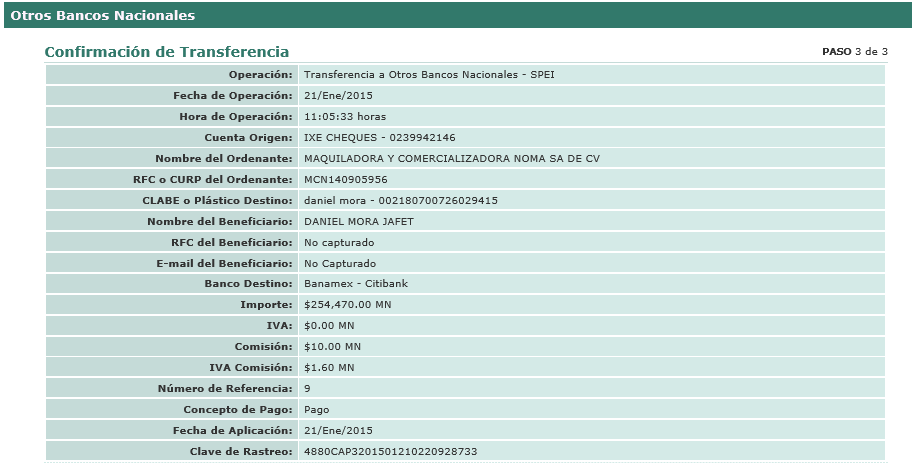 Otros Bancos Nacionales
Confirmación de Transferencia PASO 3 de 3
Operación: Transferencia a Otros Bancos Nacionales - SPEI
Fecha de Operación: 21/Ene/2015
Hora de Operación: 11:05:33 horas
Cuenta Origen: IXE CHEQUES - 0239942146
Nombre del Ordenante: MAQUILADORA Y COMERCIALIZADORA NOMA SA DE CV
RFC o CURP del Ordenante: MCN140905956
CLABE o Plástico Destino: daniel mora - 002180700726029415
Nombre del Beneficiario: DANIEL MORA JAFET
RFC del Beneficiario: No capturado
E-mail del Beneficiario: No Capturado
Banco Destino: Banamex - Citibank
Importe: $254,470.00 MN
IVA: $0.00 MN
Comisión: $10.00 MN
IVA Comisión: $1.60 MN
Número de Referencia: 9
Concepto de Pago: Pago
Fecha de Aplicación: 21/Ene/2015
Clave de Rastreo: 4880CAP3201501210220928733